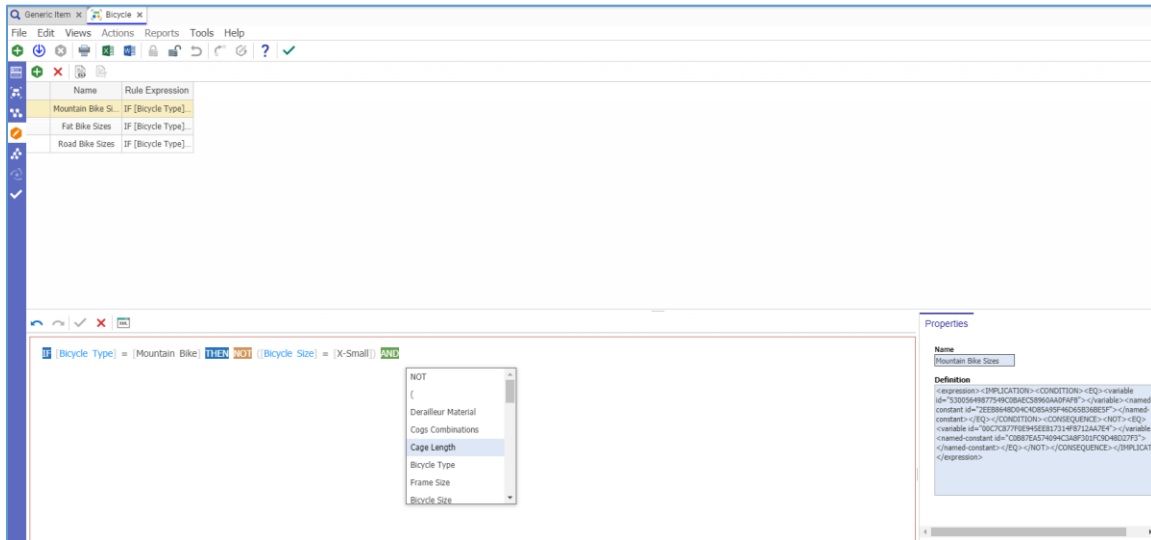 Generic Item × Bicycle ×
File Edit Views Actions Reports Tools Help
Name Rule Expression
Mountain Bike Si... IF [Bicycle Type]...
Fat Bike Sizes IF [Bicycle Type]...
Road Bike Sizes IF [Bicycle Type]...
IF [Bicycle Type] = [Mountain Bike] THEN NOT ([Bicycle Size] = [X-Small]) AND
NOT
(
Derailleur Material
Cogs Combinations
Cage Length
Bicycle Type
Frame Size
Bicycle Size
Properties
Name
Mountain Bike Sizes
Definition
<expression><IMPLICATION><CONDITION><EQ><variable
id="53005649877549C0BAEC58960AA0FAFB"></variable><named-
constant id="2EEB8648D04C4D85A95F46D65B36BE5F"></named-
constant></EQ></CONDITION><CONSEQUENCE><NOT><EQ>
<variable id="00C7C877F0E945EE817314FB712AA7E4"></variable>
<named-constant id="C0B87EA574094C3A8F301FC9D48D27F3">
</named-constant></EQ></NOT></CONSEQUENCE></IMPLICAT
</expression>